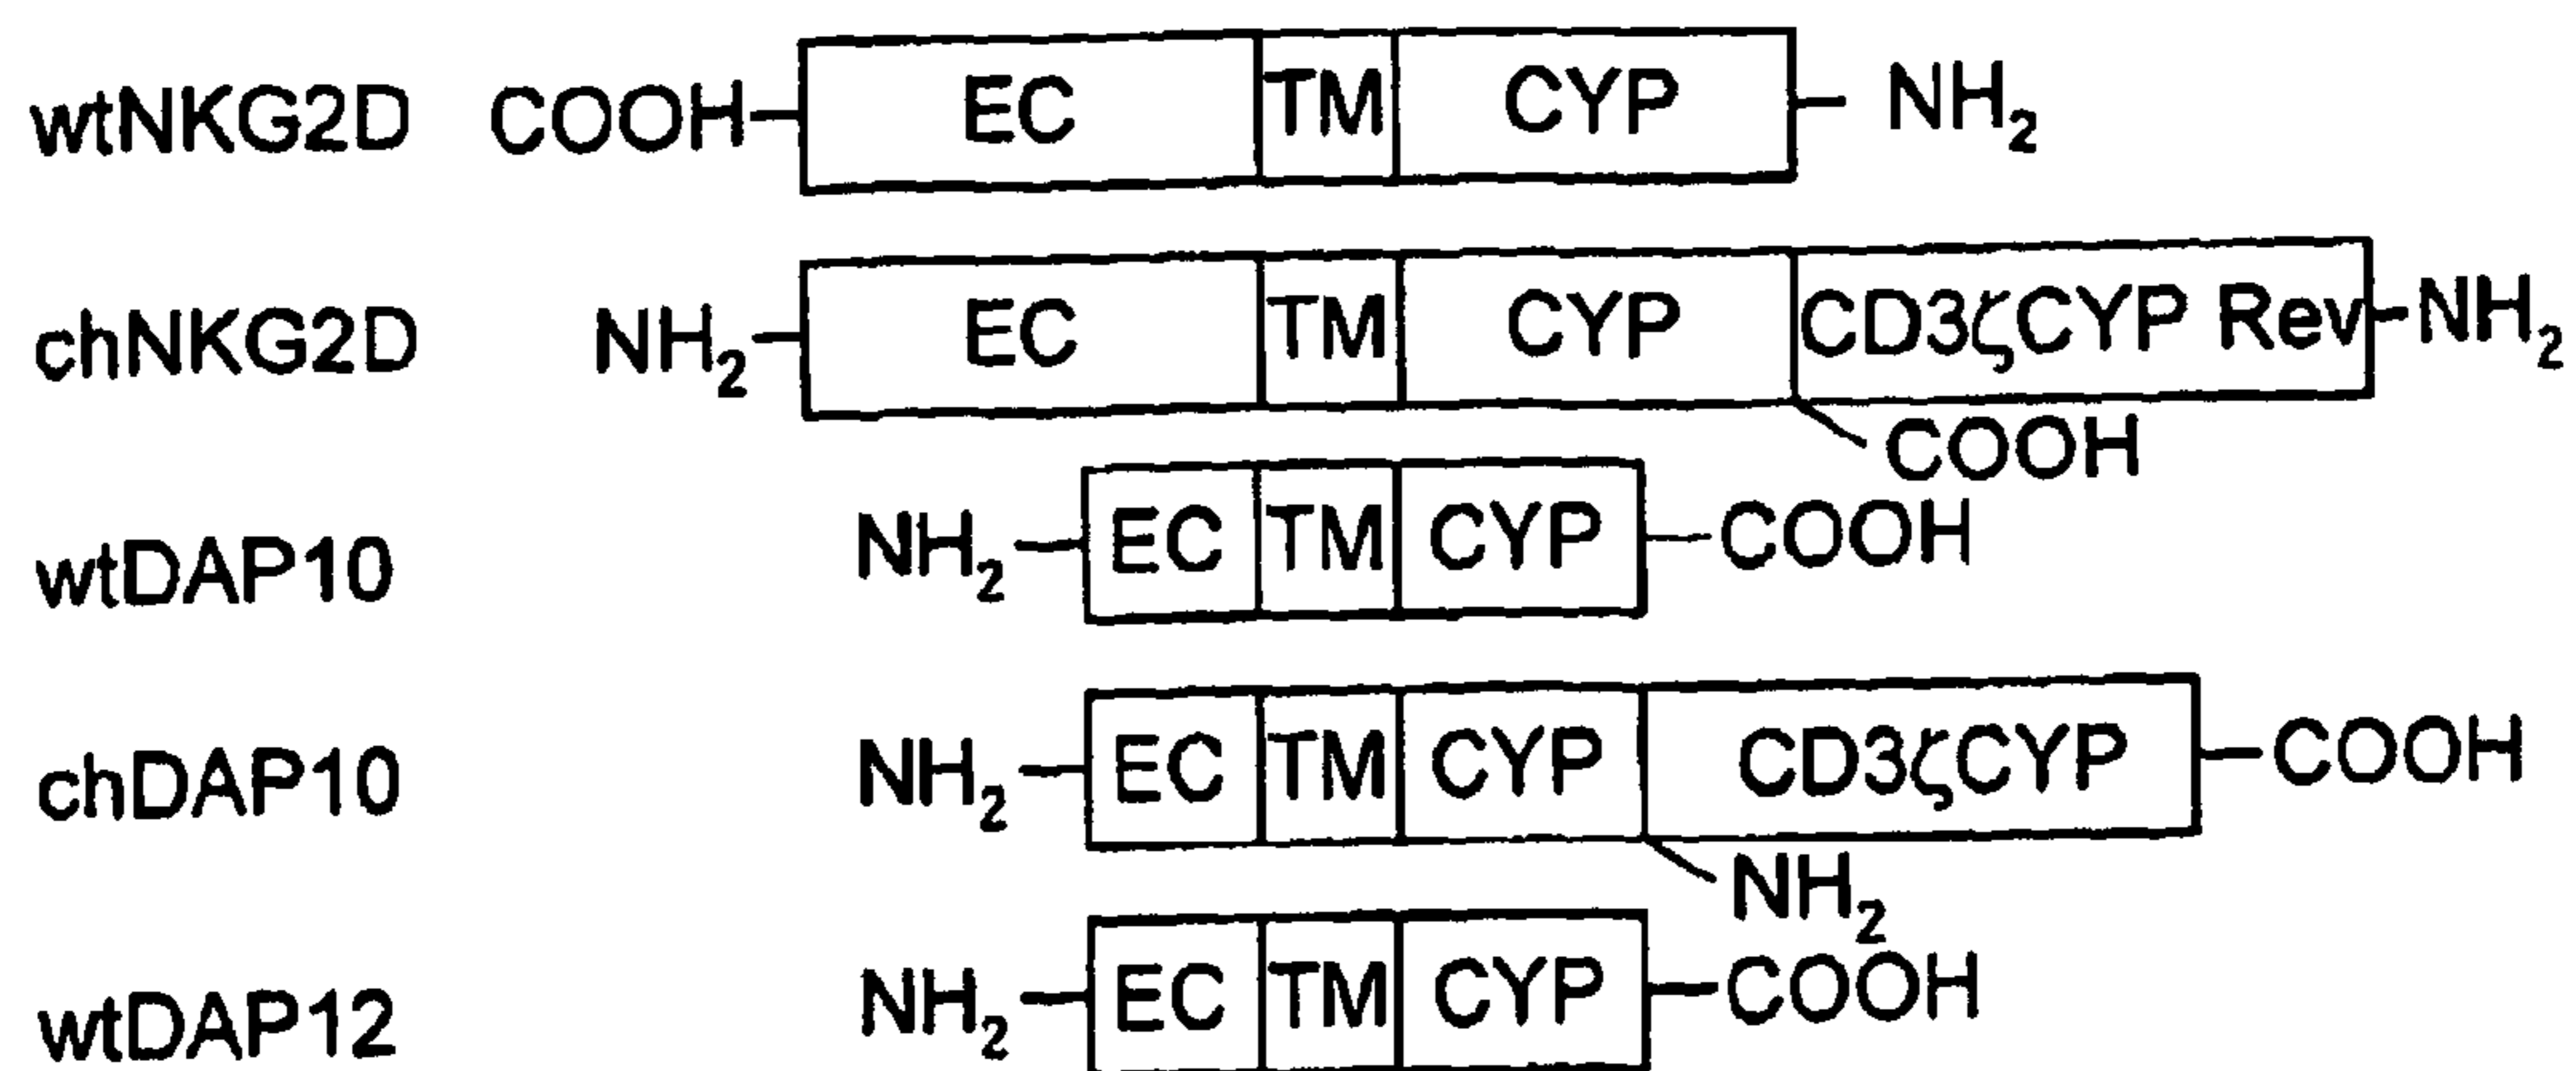 wtNKG2D COOH EC TM CYP NH₂
chNKG2D NH₂ EC TM CYP CD3ζCYP Rev NH₂
COOH
wtDAP10 NH₂ EC TM CYP COOH
chDAP10 NH₂ EC TM CYP CD3ζCYP COOH
NH₂
wtDAP12 NH₂ EC TM CYP COOH